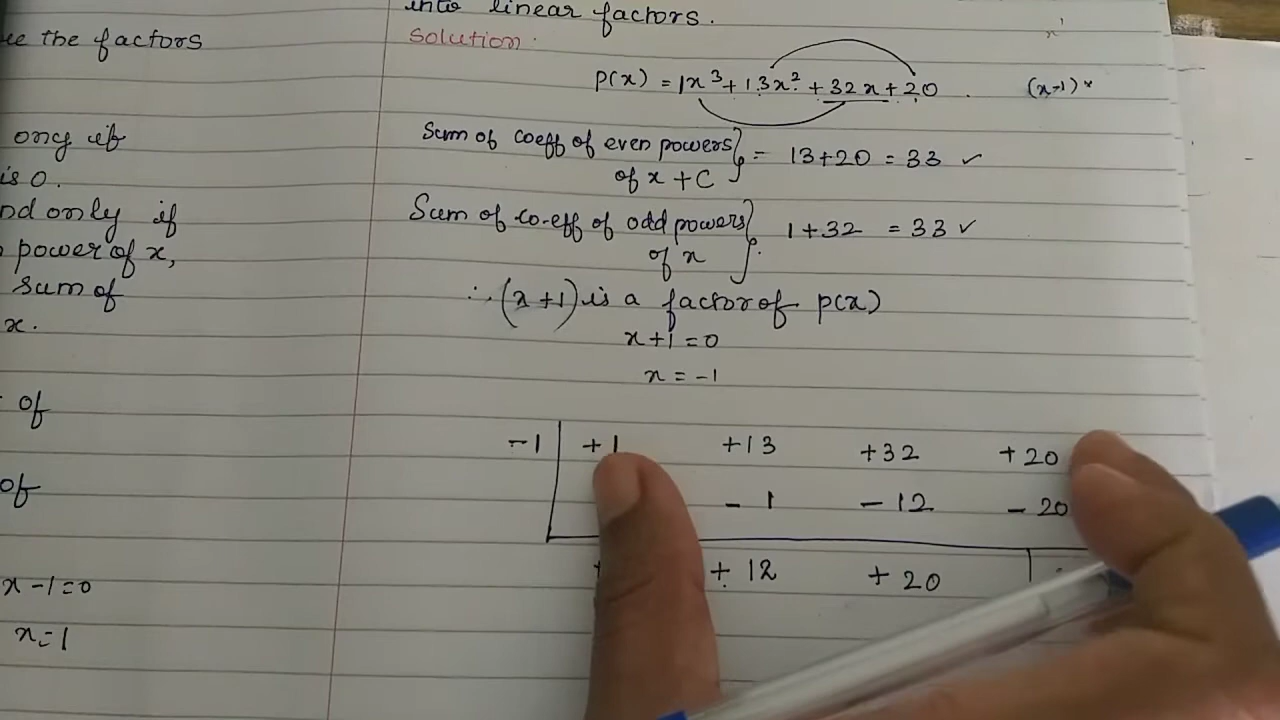 the factors
only if
is 0.
nd only if
power of x,
sum of
x.
of
of
x-1=0
x=1
into linear factors.
Solution.
P(x) = 1x³+13x²+32x+20 (x-1)×
Sum of coeff of even powers of x + C } = 13+20 = 33 ✓
Sum of co-eff of odd powers of x } 1+32 = 33 ✓
∴ (x+1) is a factor of p(x)
x+1=0
x = -1
-1 +1 +13 +32 +20
-1 -12 -20
+12 +20